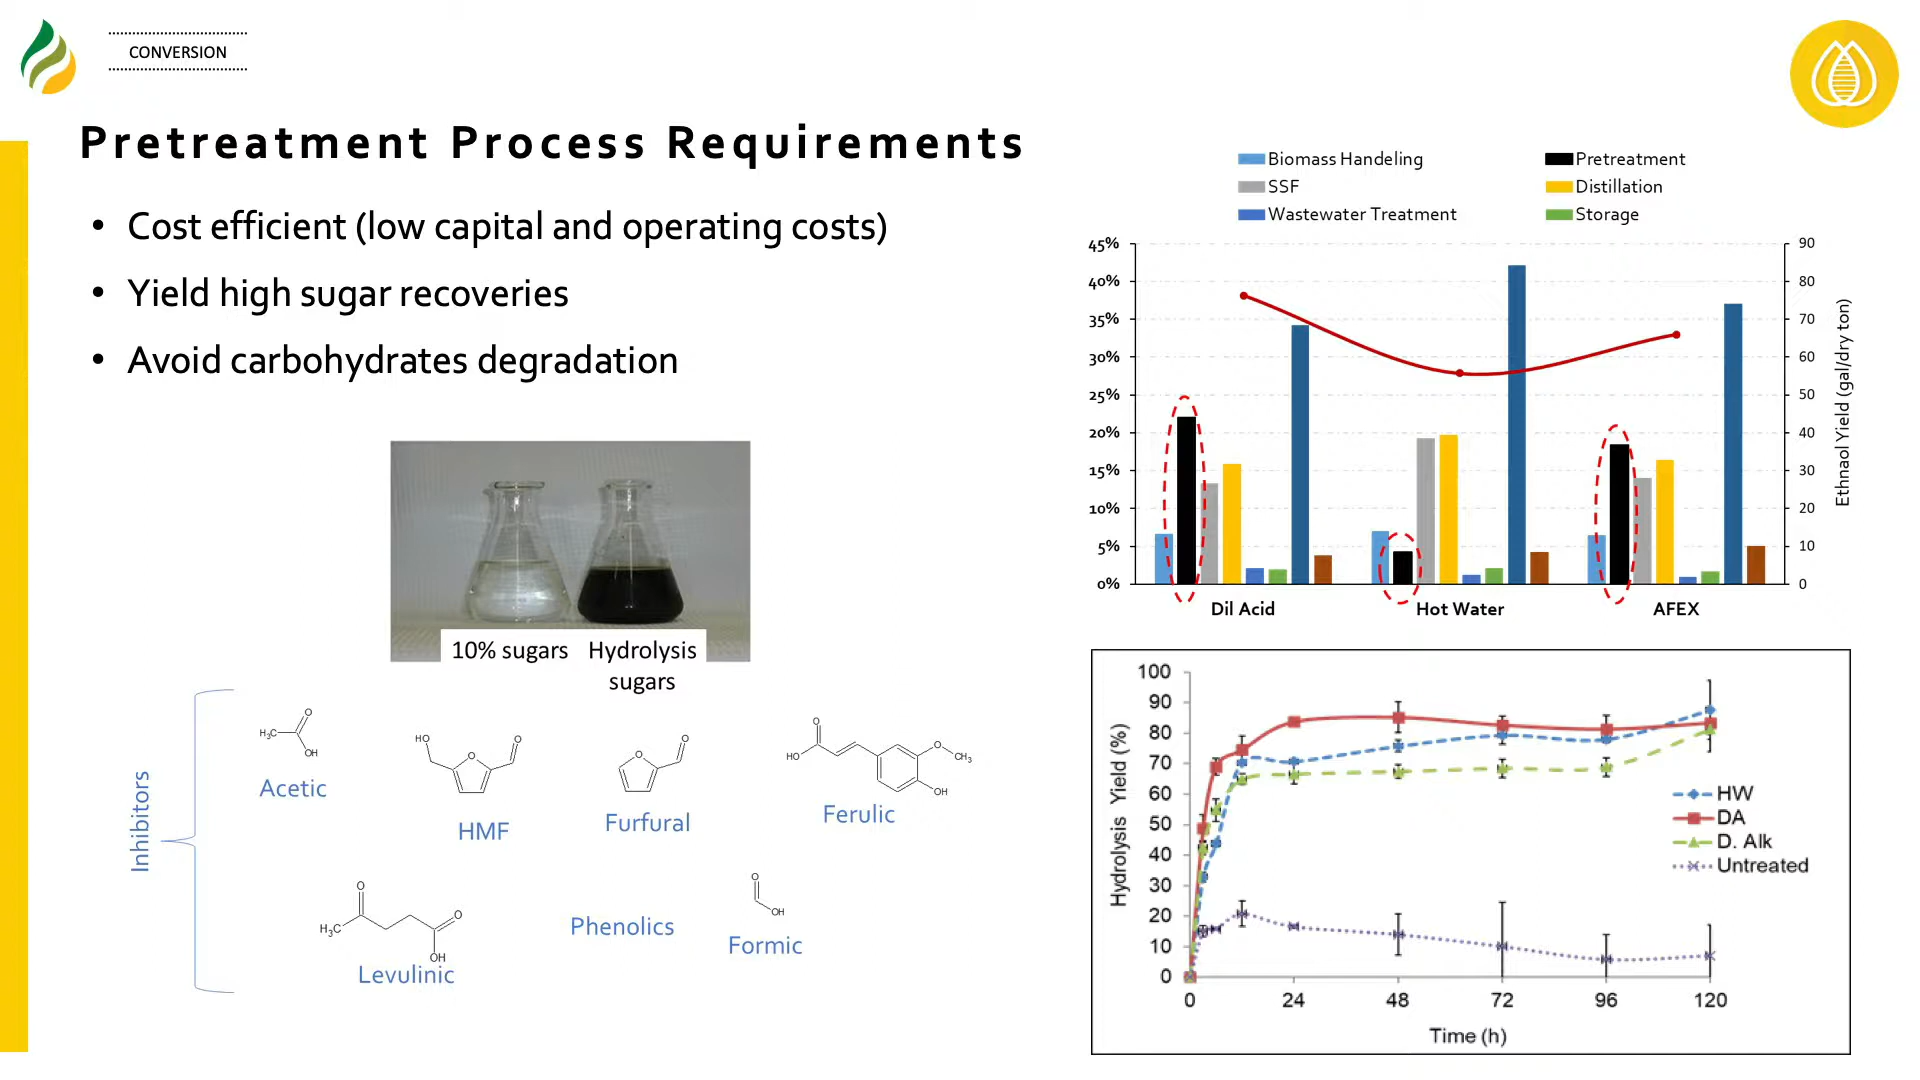 CONVERSION
Pretreatment Process Requirements
• Cost efficient (low capital and operating costs)
• Yield high sugar recoveries
• Avoid carbohydrates degradation
10% sugars
Hydrolysis
sugars
Inhibitors
H₃C
O
OH
Acetic
HO
O
O
HMF
O
O
Furfural
O
HO
O
CH₃
OH
Ferulic
O
H₃C
O
OH
Levulinic
Phenolics
O
OH
Formic
Biomass Handeling
Pretreatment
SSF
Distillation
Wastewater Treatment
Storage
45%
40%
35%
30%
25%
20%
15%
10%
5%
0%
90
80
70
60
50
40
30
20
10
0
Ethnaol Yield (gal/dry ton)
Dil Acid
Hot Water
AFEX
Hydrolysis Yield (%)
100
90
80
70
60
50
40
30
20
10
0
0 24 48 72 96 120
Time (h)
HW
DA
D. Alk
Untreated